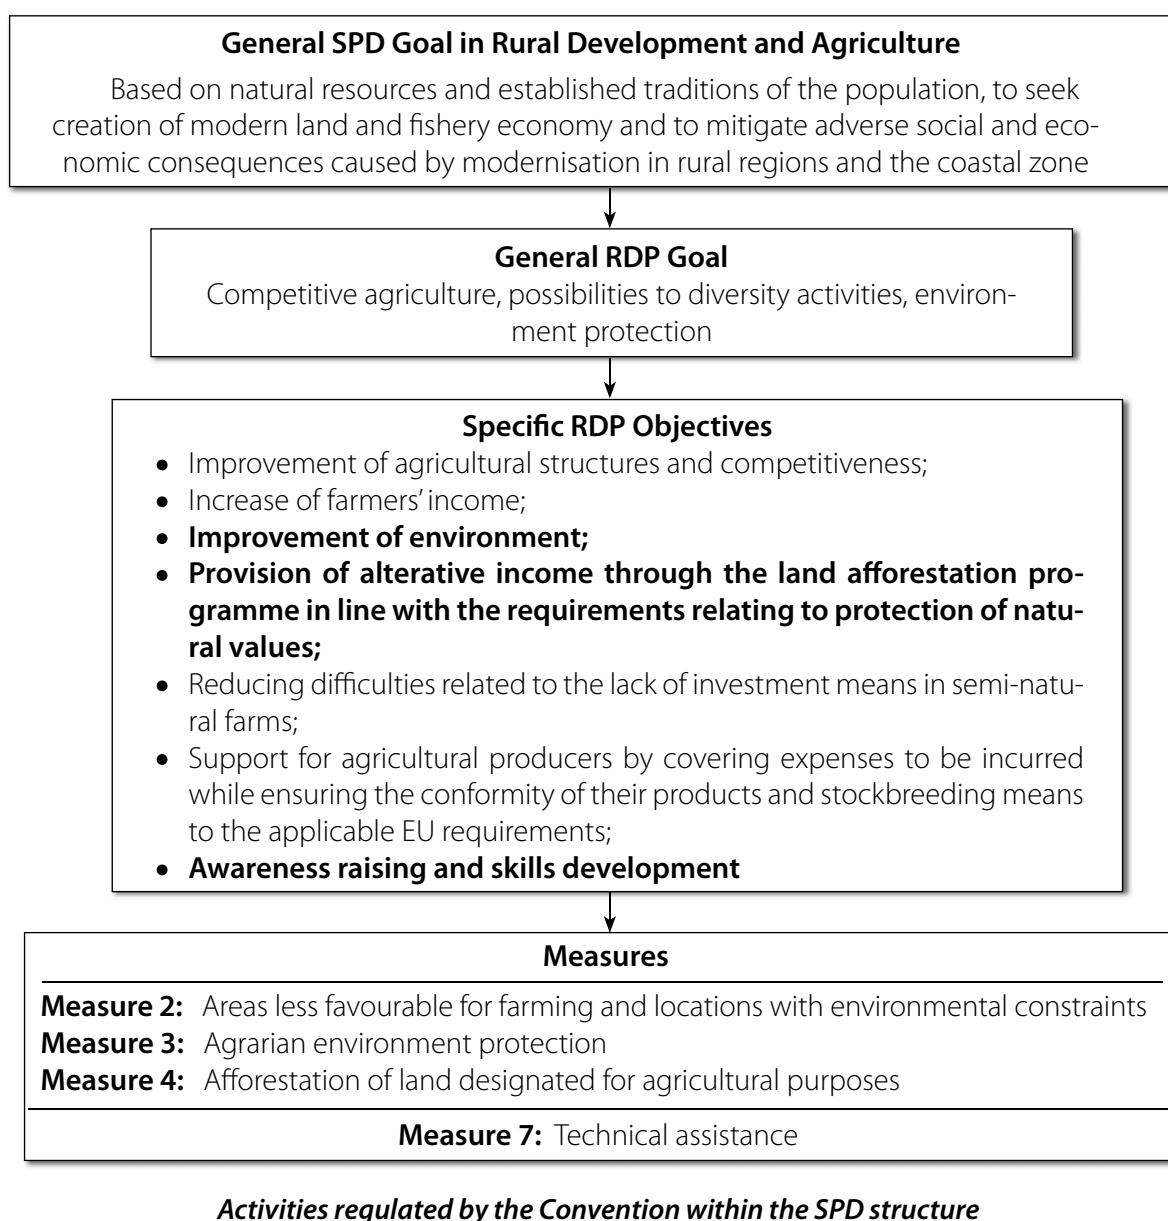 General SPD Goal in Rural Development and Agriculture
Based on natural resources and established traditions of the population, to seek
creation of modern land and fishery economy and to mitigate adverse social and eco-
nomic consequences caused by modernisation in rural regions and the coastal zone
General RDP Goal
Competitive agriculture, possibilities to diversity activities, environ-
ment protection
Specific RDP Objectives
• Improvement of agricultural structures and competitiveness;
• Increase of farmers' income;
• Improvement of environment;
• Provision of alterative income through the land afforestation pro-
gramme in line with the requirements relating to protection of natu-
ral values;
• Reducing difficulties related to the lack of investment means in semi-natu-
ral farms;
• Support for agricultural producers by covering expenses to be incurred
while ensuring the conformity of their products and stockbreeding means
to the applicable EU requirements;
• Awareness raising and skills development
Measures
Measure 2: Areas less favourable for farming and locations with environmental constraints
Measure 3: Agrarian environment protection
Measure 4: Afforestation of land designated for agricultural purposes
Measure 7: Technical assistance
Activities regulated by the Convention within the SPD structure